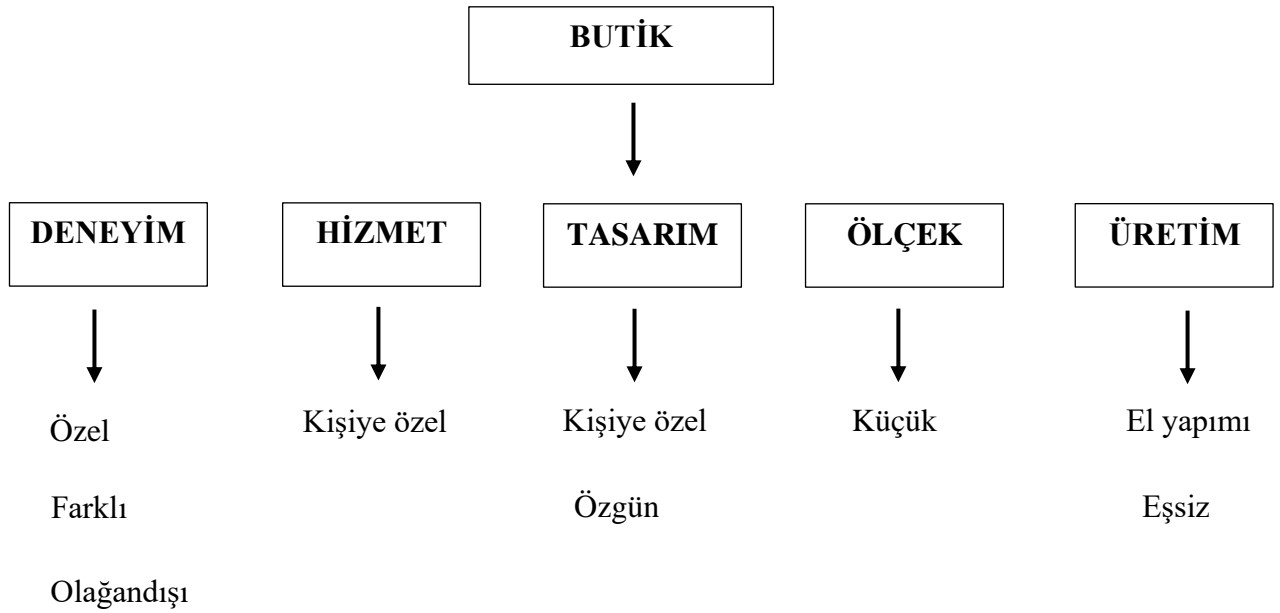 BUTİK
DENEYİM
HİZMET
TASARIM
ÖLÇEK
ÜRETİM
Özel
Kişiye özel
Kişiye özel
Küçük
El yapımı
Farklı
Özgün
Eşsiz
Olağandışı